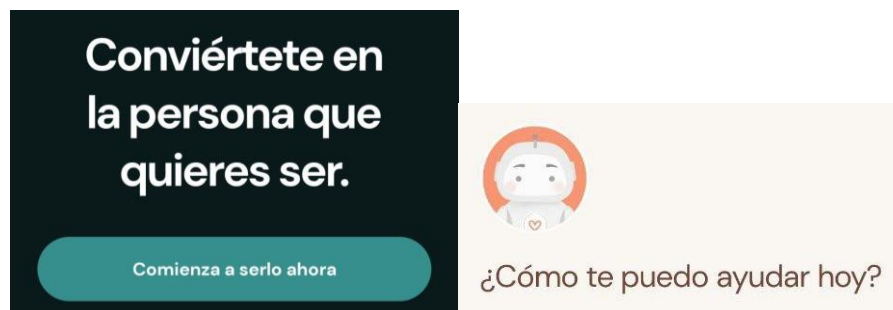 Conviértete en
la persona que
quieres ser.
Comienza a serlo ahora
¿Cómo te puedo ayudar hoy?